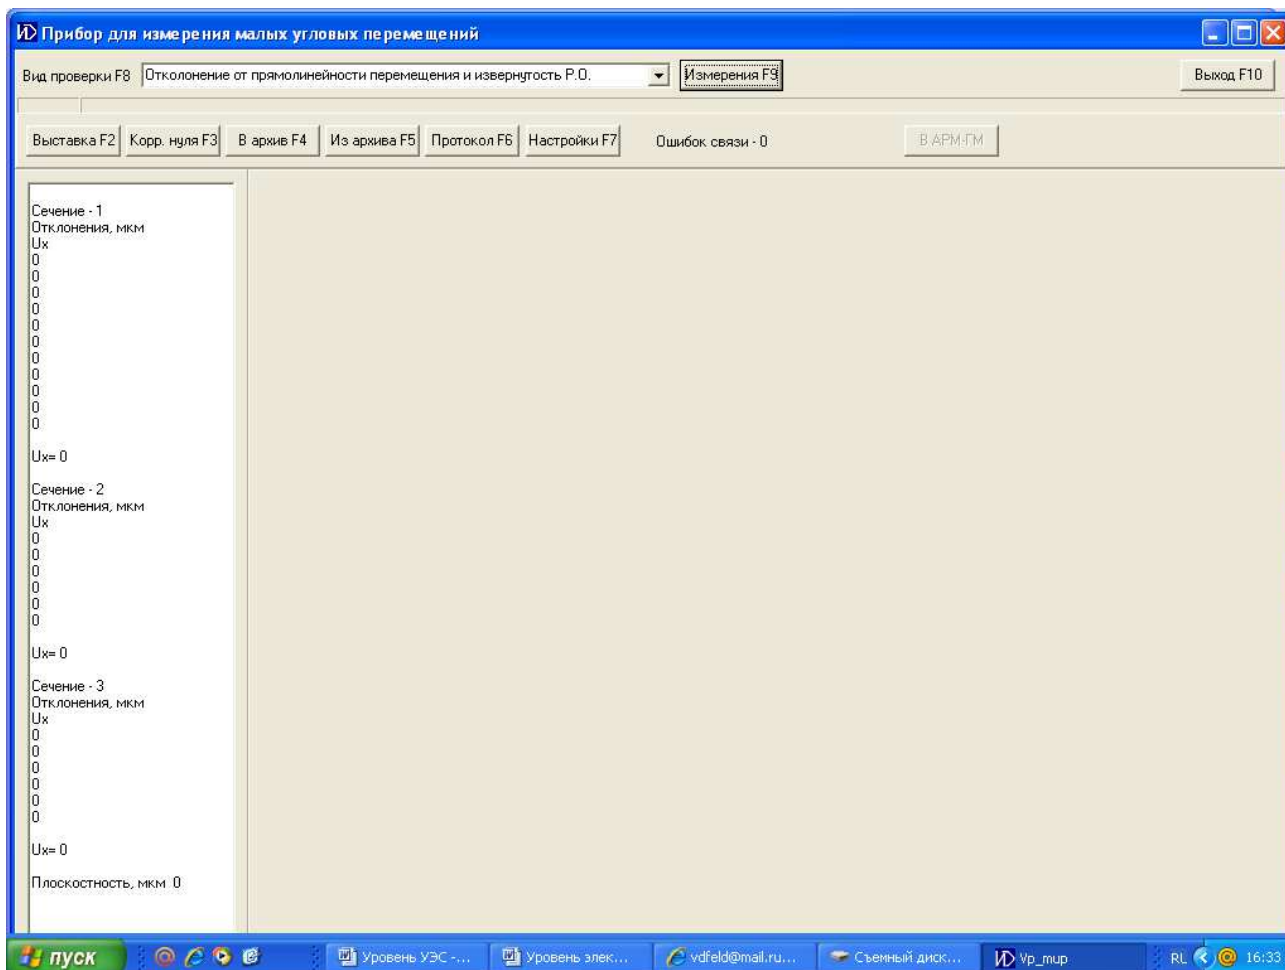 Прибор для измерения малых угловых перемещений
Вид проверки F8 Отколонение от прямолинейности перемещения и извернутость Р.О. Измерения F9 Выход F10
Выставка F2 Корр. нуля F3 В архив F4 Из архива F5 Протокол F6 Настройки F7 Ошибок связи - 0 В АРМ-ГМ
Сечение - 1
Отклонения, мкм
Ux
0
0
0
0
0
0
0
0
0
0
0
Ux= 0
Сечение - 2
Отклонения, мкм
Ux
0
0
0
0
0
0
Ux= 0
Сечение - 3
Отклонения, мкм
Ux
0
0
0
0
0
0
Ux= 0
Плоскостность, мкм 0
пуск Уровень УЭС -... Уровень элек... vdfeld@mail.ru... Съемный диск... Vp_mup RL 16:33